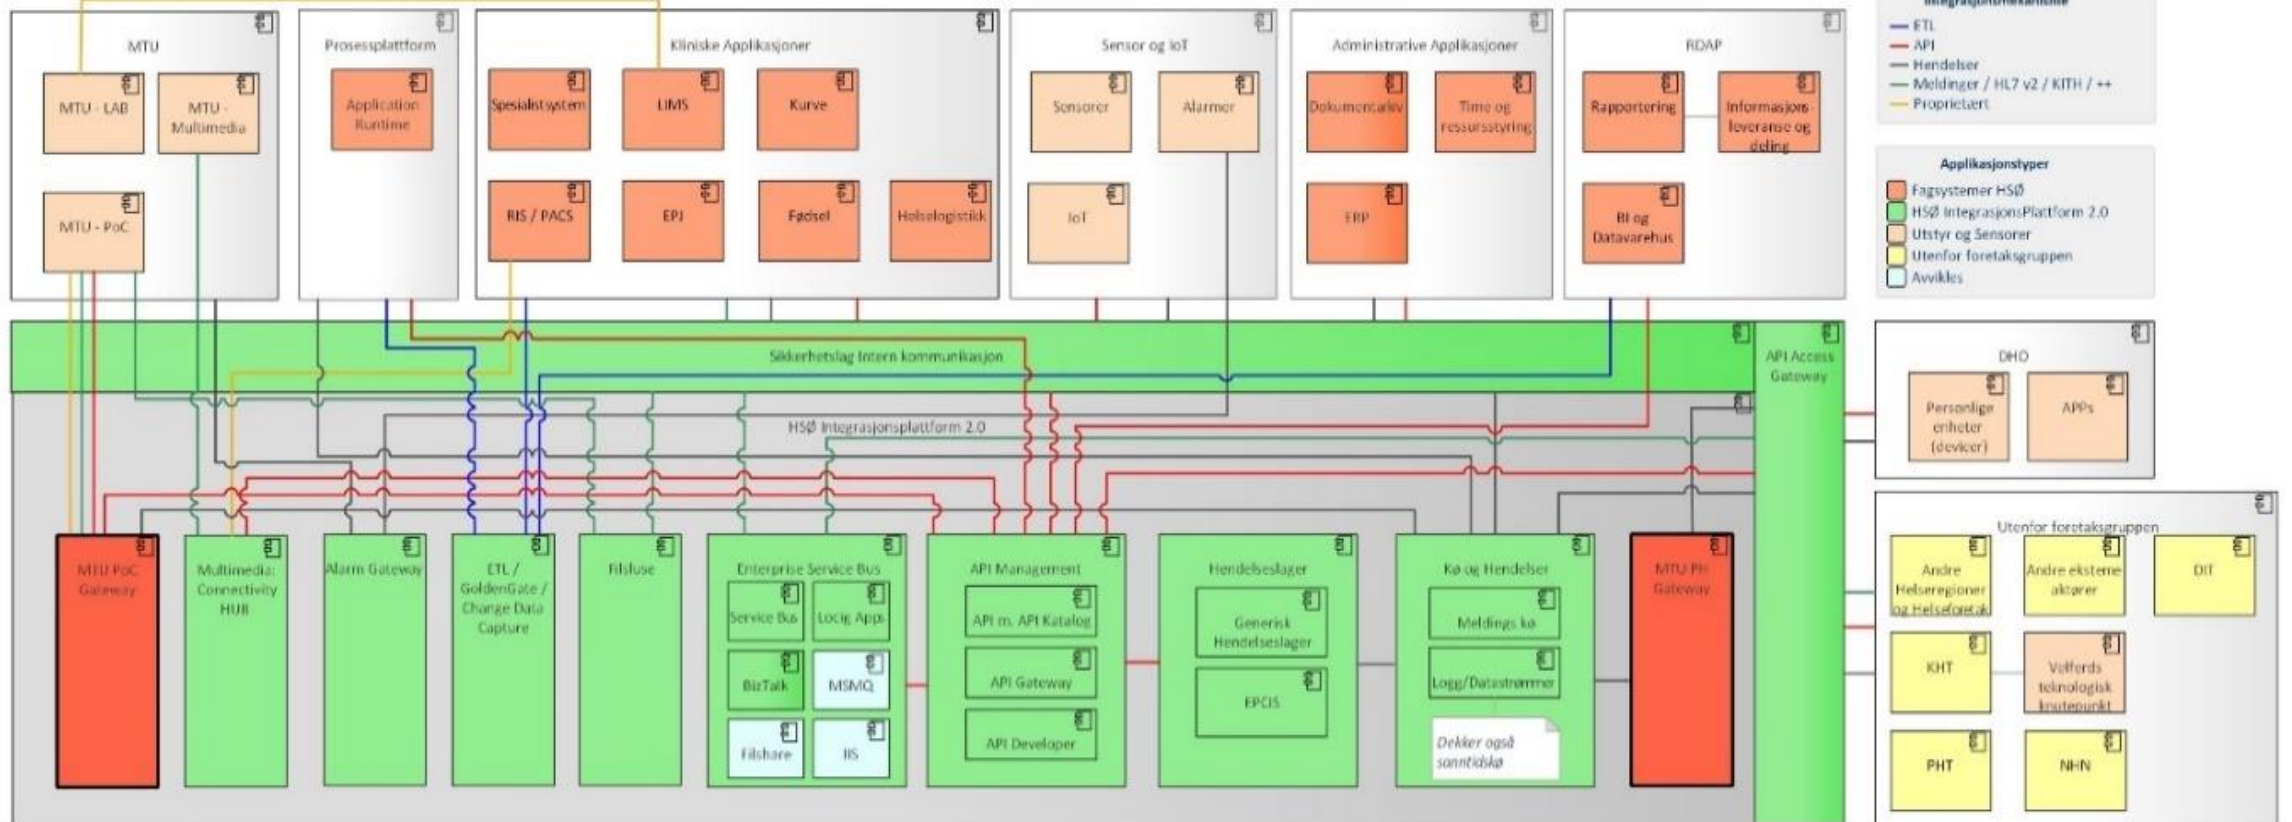 MTU
MTU - LAB
MTU -
Multimedia
MTU - PoC
Prosessplattform
Application
Runtime
Kliniske Applikasjoner
Spesialistsystem
LIMS
Kurve
RIS / PACS
EPJ
Fødsel
Helselogistikk
Sensor og IoT
Sensorer
Alarmer
IoT
Administrative Applikasjoner
Dokumentarkiv
Time og
ressursstyring
ERP
RDAP
Rapportering
Informasjons-
leveranse og
deling
BI og
Datavarehus
Integrasjonsmekanisme
ETL
API
Hendelser
Meldinger / HL7 v2 / KITH / ++
Proprietært
Applikasjonstyper
Fagsystemer HSØ
HSØ IntegrasjonsPlattform 2.0
Utstyr og Sensorer
Utenfor foretaksgruppen
Avvikles
Sikkerhetslag Intern kommunikasjon
API Access
Gateway
HSØ Integrasjonsplattform 2.0
MTU PoC
Gateway
Multimedia:
Connectivity
HUB
Alarm Gateway
ETL /
GoldenGate /
Change Data
Capture
Filsluse
Enterprise Service Bus
Service Bus
Locig Apps
BizTalk
MSMQ
Filshare
IIS
API Management
API m. API Katalog
API Gateway
API Developer
Hendelseslager
Generisk
Hendelseslager
EPCIS
Kø og Hendelser
Meldings kø
Logg/Datastrømmer
Dekker også
sanntidskø
MTU PH
Gateway
DHO
Personlige
enheter
(devicer)
APPs
Utenfor foretaksgruppen
Andre
Helseregioner
og Helseforetak
Andre eksterne
aktører
DIT
KHT
Velferds
teknologisk
knutepunkt
PHT
NHN